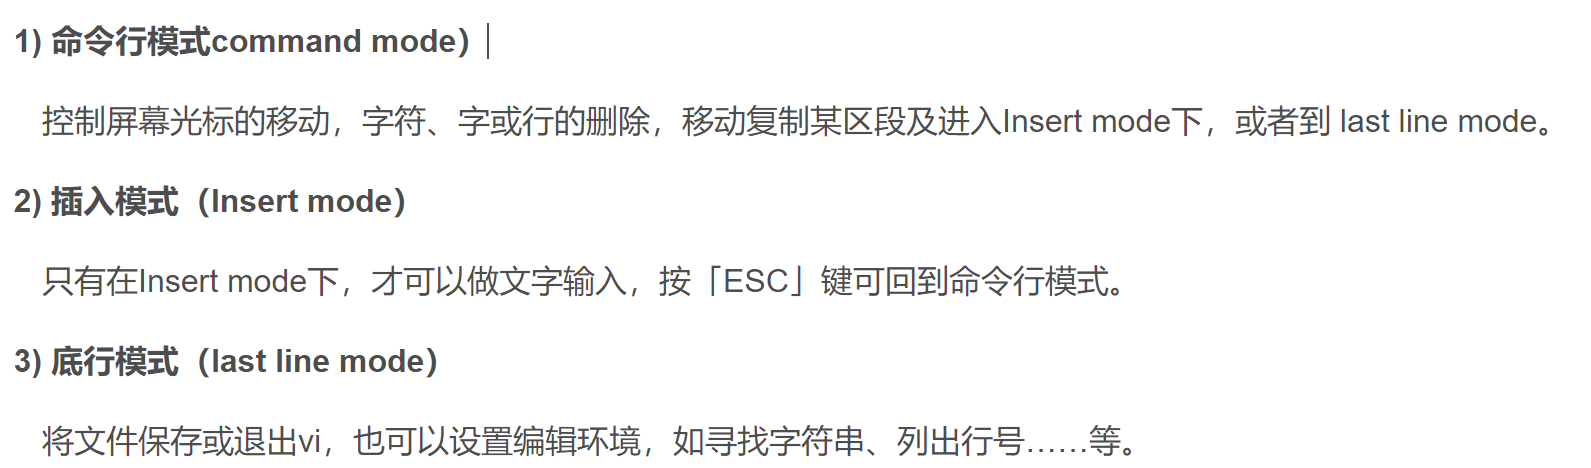 1) 命令行模式command mode）
控制屏幕光标的移动，字符、字或行的删除，移动复制某区段及进入Insert mode下，或者到 last line mode。
2) 插入模式（Insert mode）
只有在Insert mode下，才可以做文字输入，按「ESC」键可回到命令行模式。
3) 底行模式（last line mode）
将文件保存或退出vi，也可以设置编辑环境，如寻找字符串、列出行号……等。